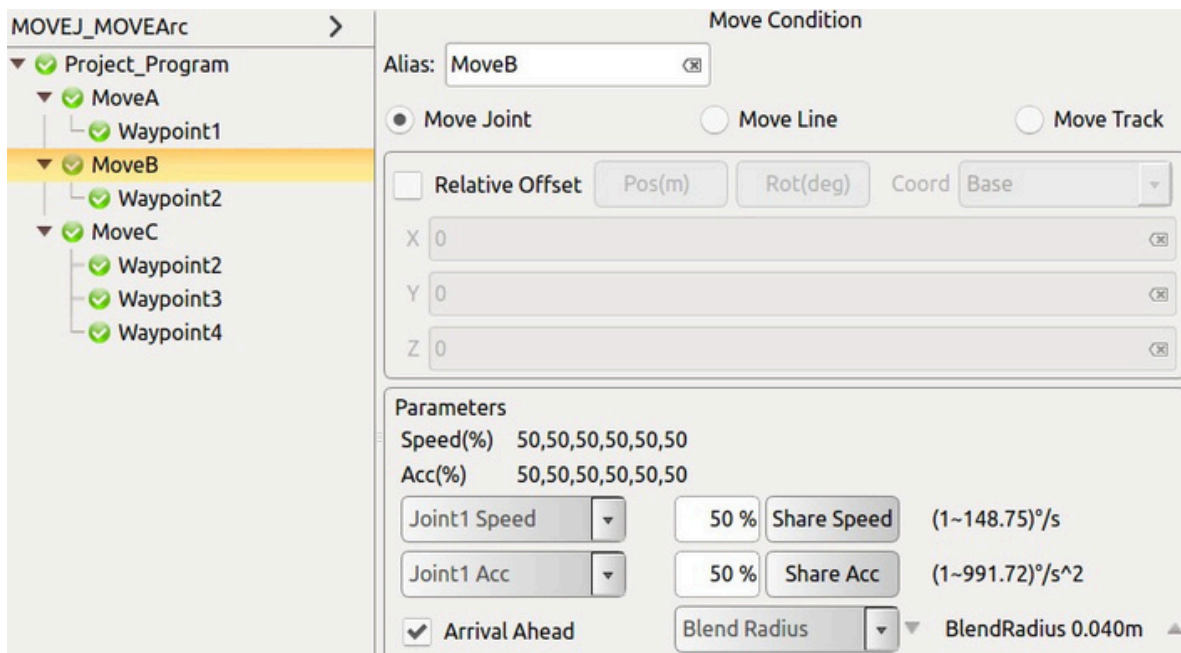 MOVEJ_MOVEArc
Project_Program
MoveA
Waypoint1
MoveB
Waypoint2
MoveC
Waypoint2
Waypoint3
Waypoint4
Move Condition
Alias: MoveB
Move Joint Move Line Move Track
Relative Offset Pos(m) Rot(deg) Coord Base
X 0
Y 0
Z 0
Parameters
Speed(%) 50,50,50,50,50,50
Acc(%) 50,50,50,50,50,50
Joint1 Speed 50 % Share Speed (1~148.75)°/s
Joint1 Acc 50 % Share Acc (1~991.72)°/s^2
Arrival Ahead Blend Radius BlendRadius 0.040m